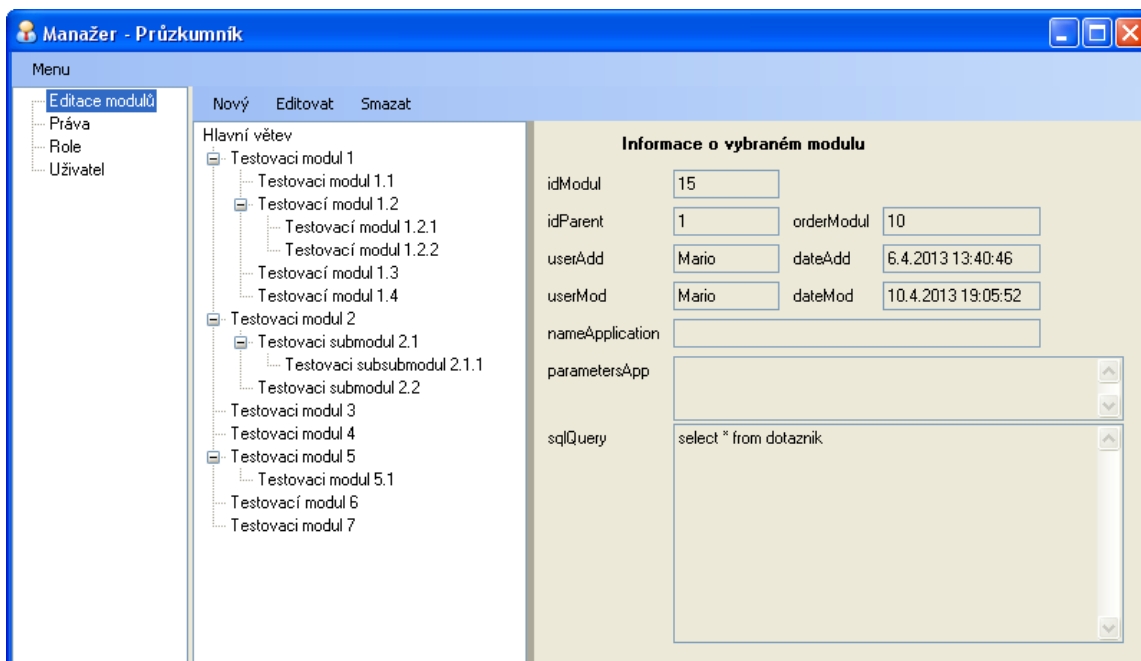 Manažer - Průzkumník
Menu
Editace modulů
Práva
Role
Uživatel
Nový Editovat Smazat
Hlavní větev
Testovaci modul 1
Testovaci modul 1.1
Testovací modul 1.2
Testovací modul 1.2.1
Testovací modul 1.2.2
Testovací modul 1.3
Testovací modul 1.4
Testovaci modul 2
Testovaci submodul 2.1
Testovaci subsubmodul 2.1.1
Testovaci submodul 2.2
Testovaci modul 3
Testovaci modul 4
Testovaci modul 5
Testovaci modul 5.1
Testovací modul 6
Testovaci modul 7
Informace o vybraném modulu
idModul 15
idParent 1 orderModul 10
userAdd Mario dateAdd 6.4.2013 13:40:46
userMod Mario dateMod 10.4.2013 19:05:52
nameApplication
parametersApp
sqlQuery select * from dotaznik